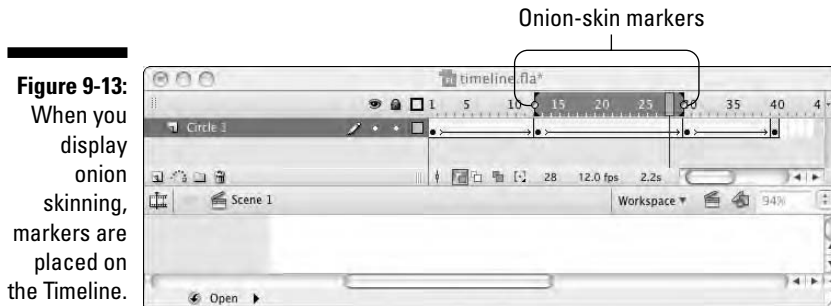 Onion-skin markers
Figure 9-13:
When you
display
onion
skinning,
markers are
placed on
the Timeline.
timeline.fla*
1 5 10 15 20 25 30 35 40 4
Circle 1
28 12.0 fps 2.2s
Scene 1
Workspace
94%
Open